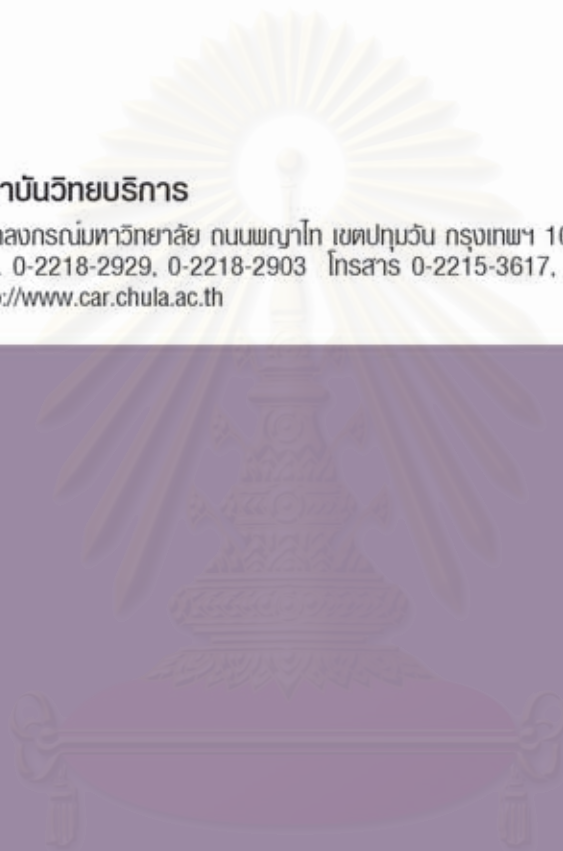 าบันวิทยบริการ
าลงกรณ์มหาวิทยาลัย ถนนพญาไท เขตปทุมวัน กรุงเทพฯ 10
. 0-2218-2929, 0-2218-2903 โทรสาร 0-2215-3617,
://www.car.chula.ac.th